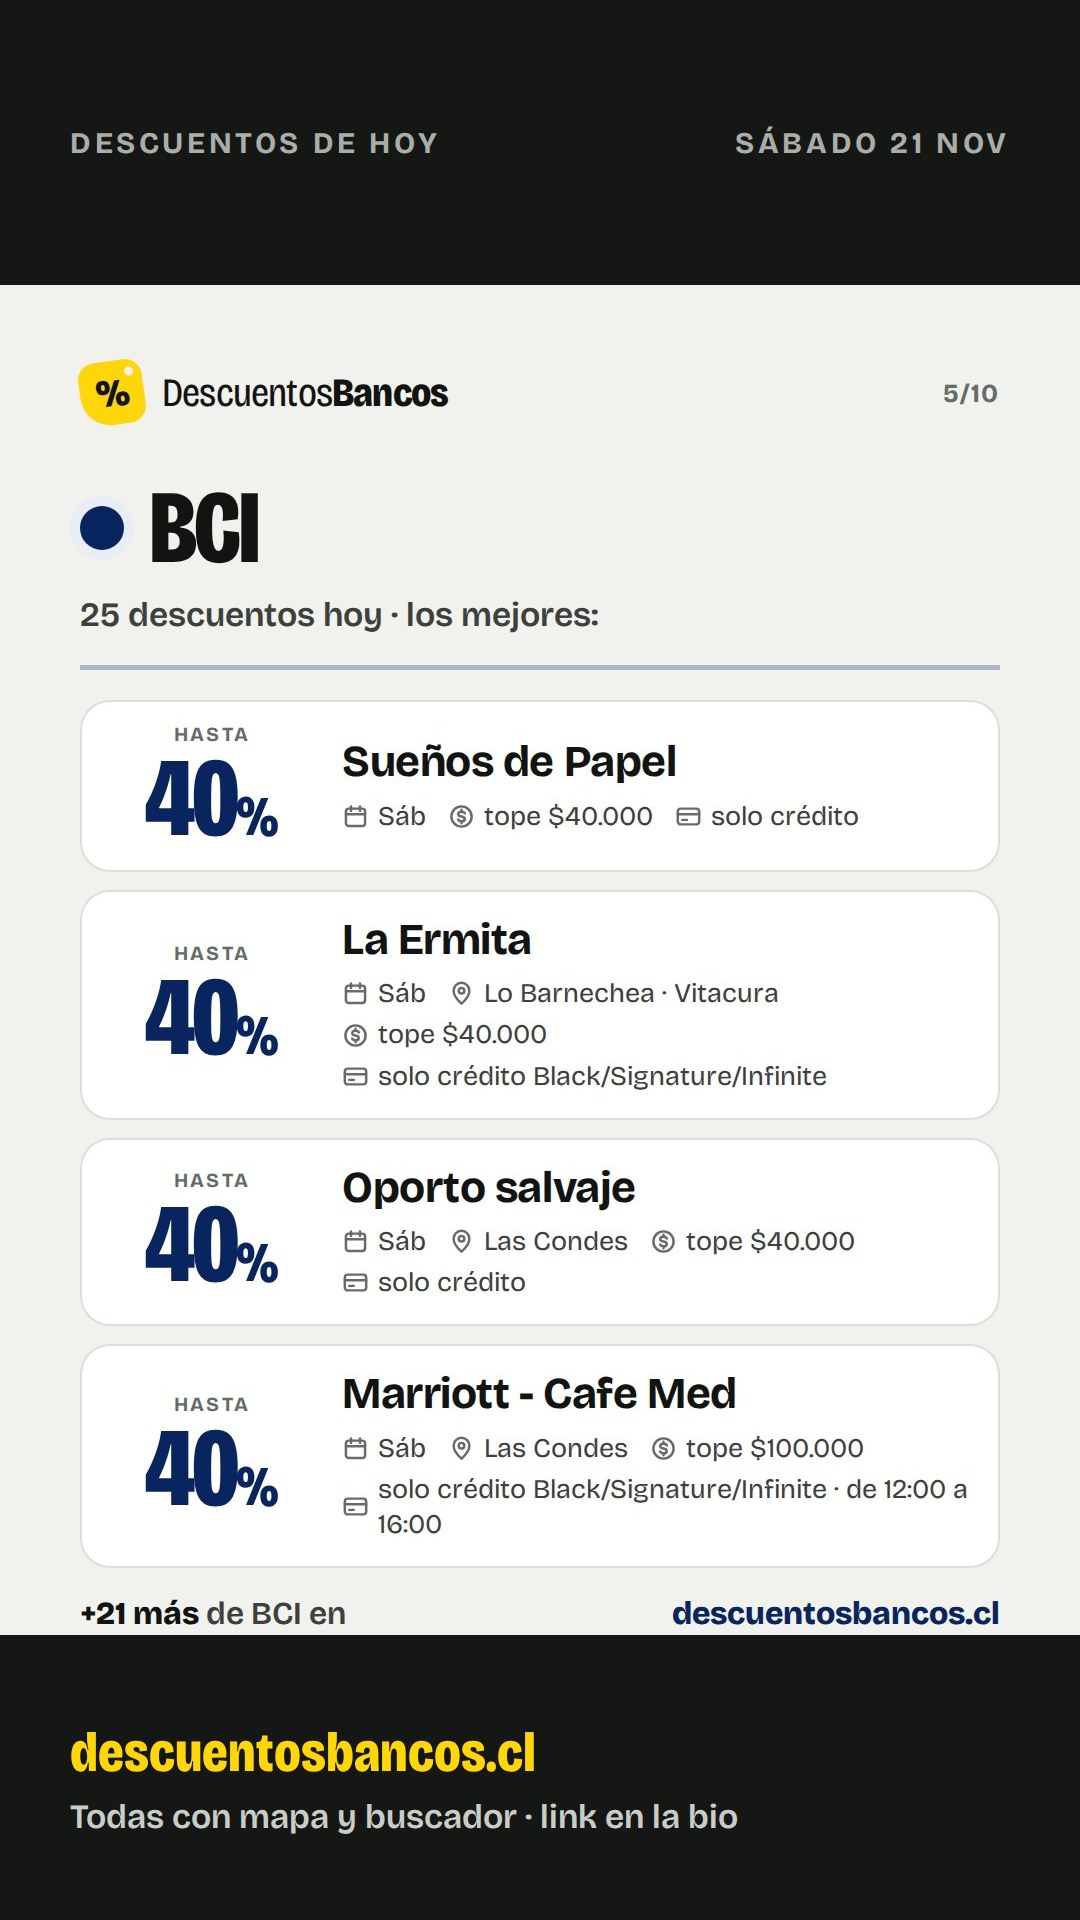 DESCUENTOS DE HOY
SÁBADO 21 NOV
%
DescuentosBancos
5/10
BCI
25 descuentos hoy · los mejores:
HASTA
40%
Sueños de Papel
Sáb tope $40.000 solo crédito
HASTA
40%
La Ermita
Sáb Lo Barnechea · Vitacura
tope $40.000
solo crédito Black/Signature/Infinite
HASTA
40%
Oporto salvaje
Sáb Las Condes tope $40.000
solo crédito
HASTA
40%
Marriott - Cafe Med
Sáb Las Condes tope $100.000
solo crédito Black/Signature/Infinite · de 12:00 a
16:00
+21 más de BCI en
descuentosbancos.cl
descuentosbancos.cl
Todas con mapa y buscador · link en la bio